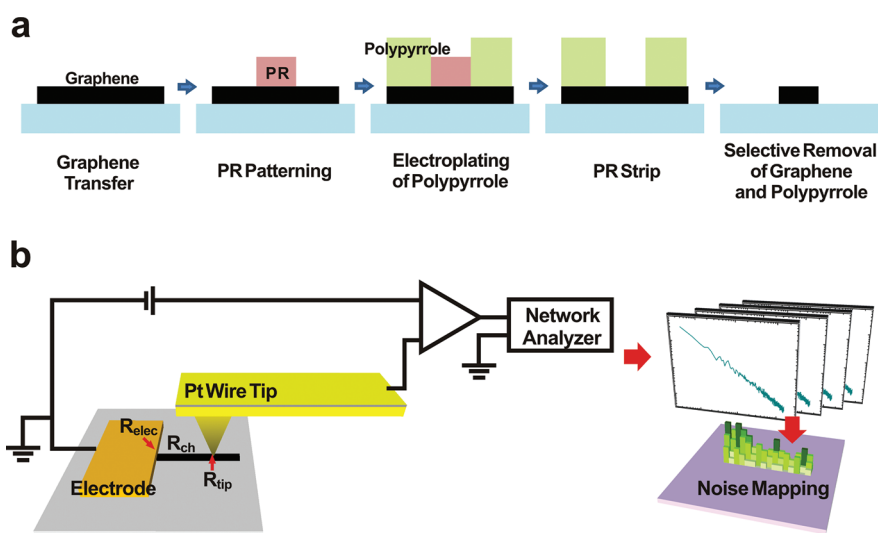 a
Graphene
PR
Polypyrrole
Graphene
Transfer
PR Patterning
Electroplating
of Polypyrrole
PR Strip
Selective Removal
of Graphene
and Polypyrrole
b
Network
Analyzer
Pt Wire Tip
Relec
Rch
Rtip
Electrode
Noise Mapping